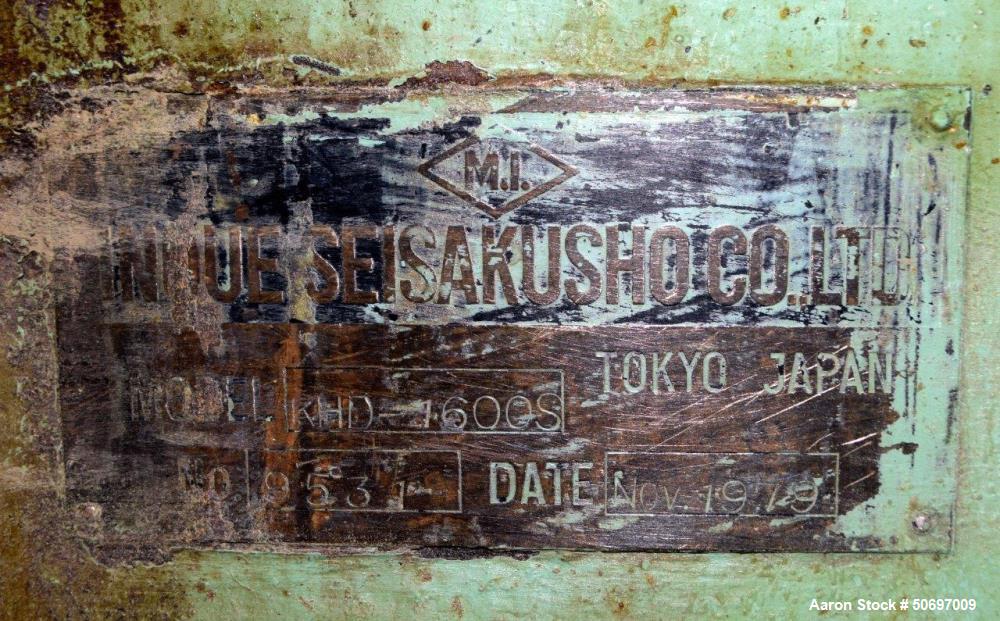 M.I.
INOUE SEISAKUSHO CO.,LTD
TOKYO JAPAN
MODEL KHD-1600S
NO. 9531 DATE Nov. 1979
Aaron Stock # 50697009